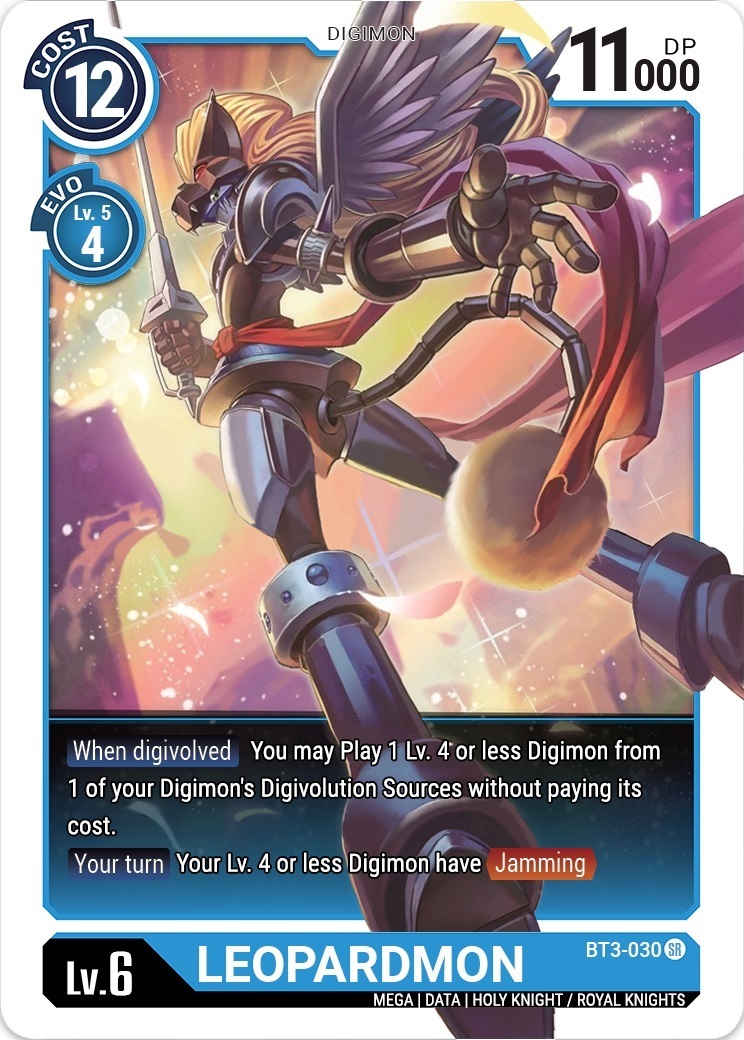 DIGIMON
COST
12
11000
DP
EVO
Lv. 5
4
When digivolved You may Play 1 Lv. 4 or less Digimon from
1 of your Digimon's Digivolution Sources without paying its
cost.
Your turn Your Lv. 4 or less Digimon have Jamming
Lv.6
LEOPARDMON
BT3-030 SR
MEGA | DATA | HOLY KNIGHT / ROYAL KNIGHTS